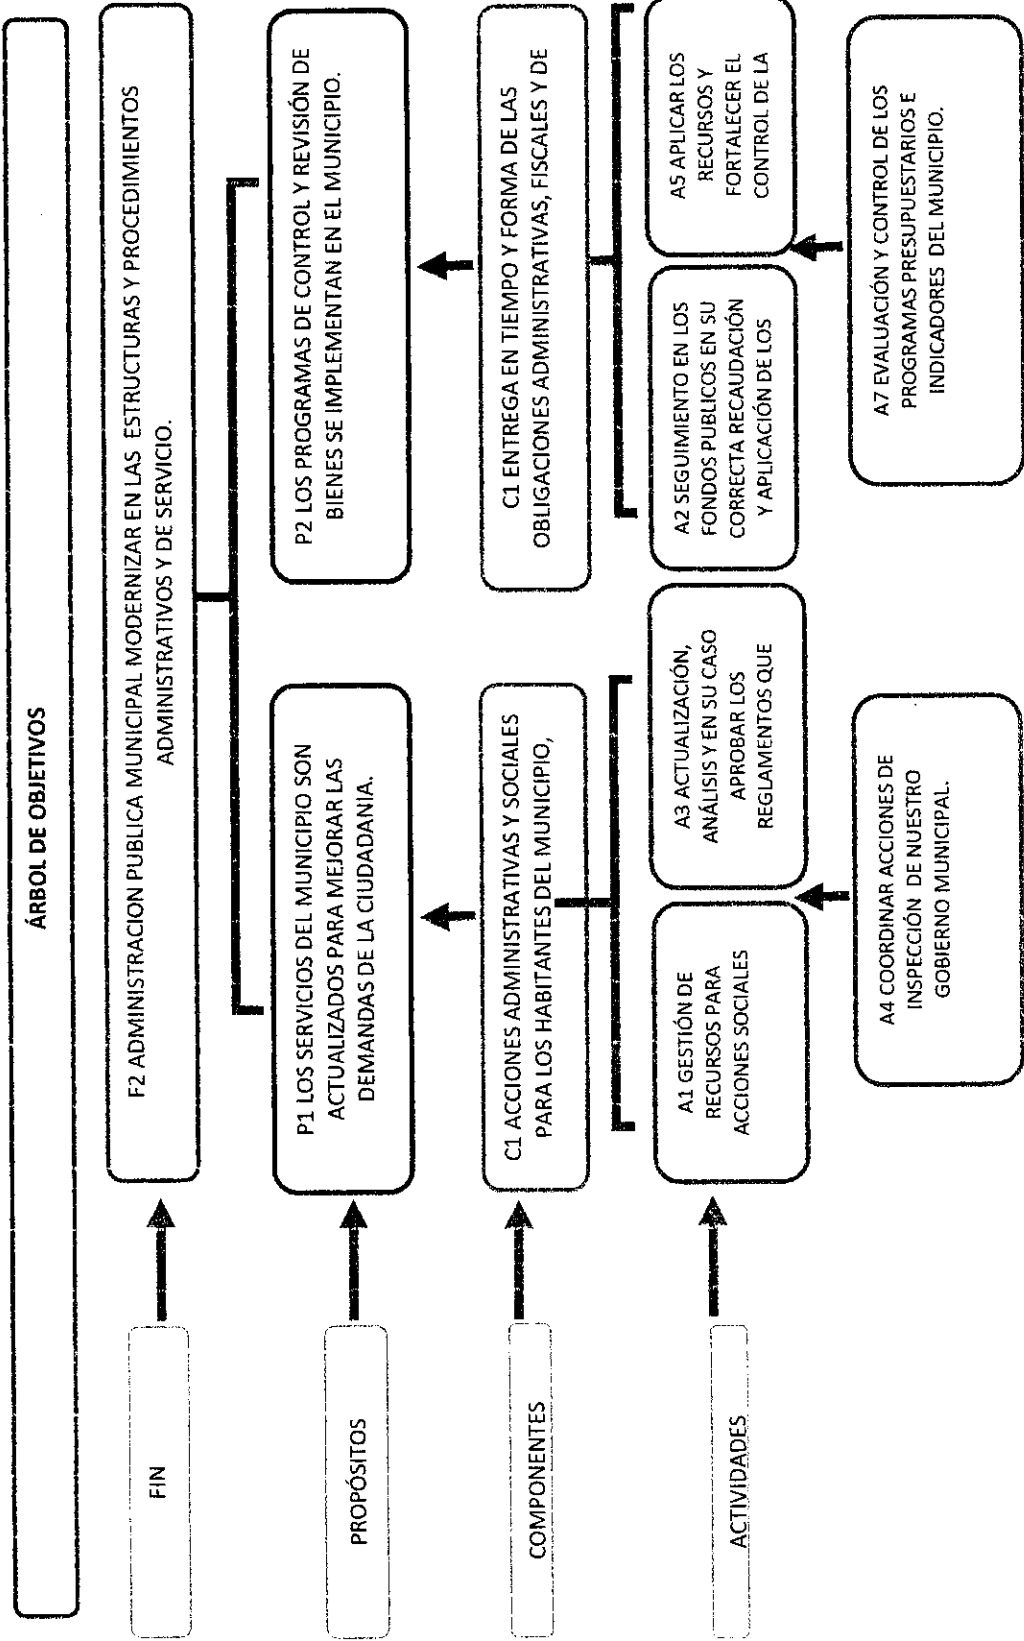 ÁRBOL DE OBJETIVOS
FIN
F2 ADMINISTRACION PUBLICA MUNICIPAL MODERNIZAR EN LAS ESTRUCTURAS Y PROCEDIMIENTOS
ADMINISTRATIVOS Y DE SERVICIO.
PROPÓSITOS
P1 LOS SERVICIOS DEL MUNICIPIO SON
ACTUALIZADOS PARA MEJORAR LAS
DEMANDAS DE LA CIUDADANIA.
P2 LOS PROGRAMAS DE CONTROL Y REVISIÓN DE
BIENES SE IMPLEMENTAN EN EL MUNICIPIO.
COMPONENTES
C1 ACCIONES ADMINISTRATIVAS Y SOCIALES
PARA LOS HABITANTES DEL MUNICIPIO,
C1 ENTREGA EN TIEMPO Y FORMA DE LAS
OBLIGACIONES ADMINISTRATIVAS, FISCALES Y DE
ACTIVIDADES
A1 GESTIÓN DE
RECURSOS PARA
ACCIONES SOCIALES
A3 ACTUALIZACIÓN,
ANÁLISIS Y EN SU CASO
APROBAR LOS
REGLAMENTOS QUE
A2 SEGUIMIENTO EN LOS
FONDOS PUBLICOS EN SU
CORRECTA RECAUDACIÓN
Y APLICACIÓN DE LOS
A5 APLICAR LOS
RECURSOS Y
FORTALECER EL
CONTROL DE LA
A4 COORDINAR ACCIONES DE
INSPECCIÓN DE NUESTRO
GOBIERNO MUNICIPAL.
A7 EVALUACIÓN Y CONTROL DE LOS
PROGRAMAS PRESUPUESTARIOS E
INDICADORES DEL MUNICIPIO.